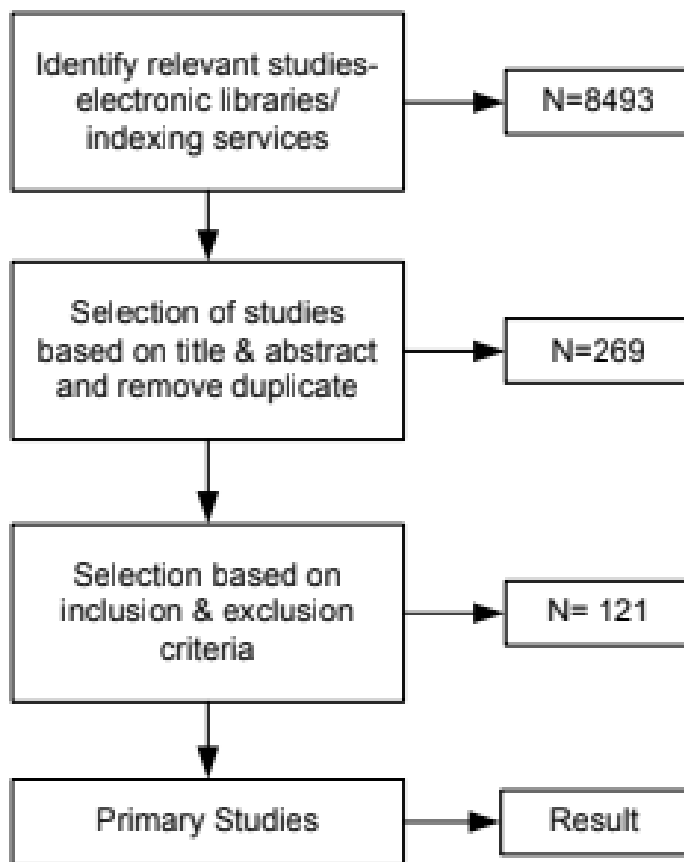 Identify relevant studies-
electronic libraries/
indexing services
N=8493
Selection of studies
based on title & abstract
and remove duplicate
N=269
Selection based on
inclusion & exclusion
criteria
N= 121
Primary Studies
Result